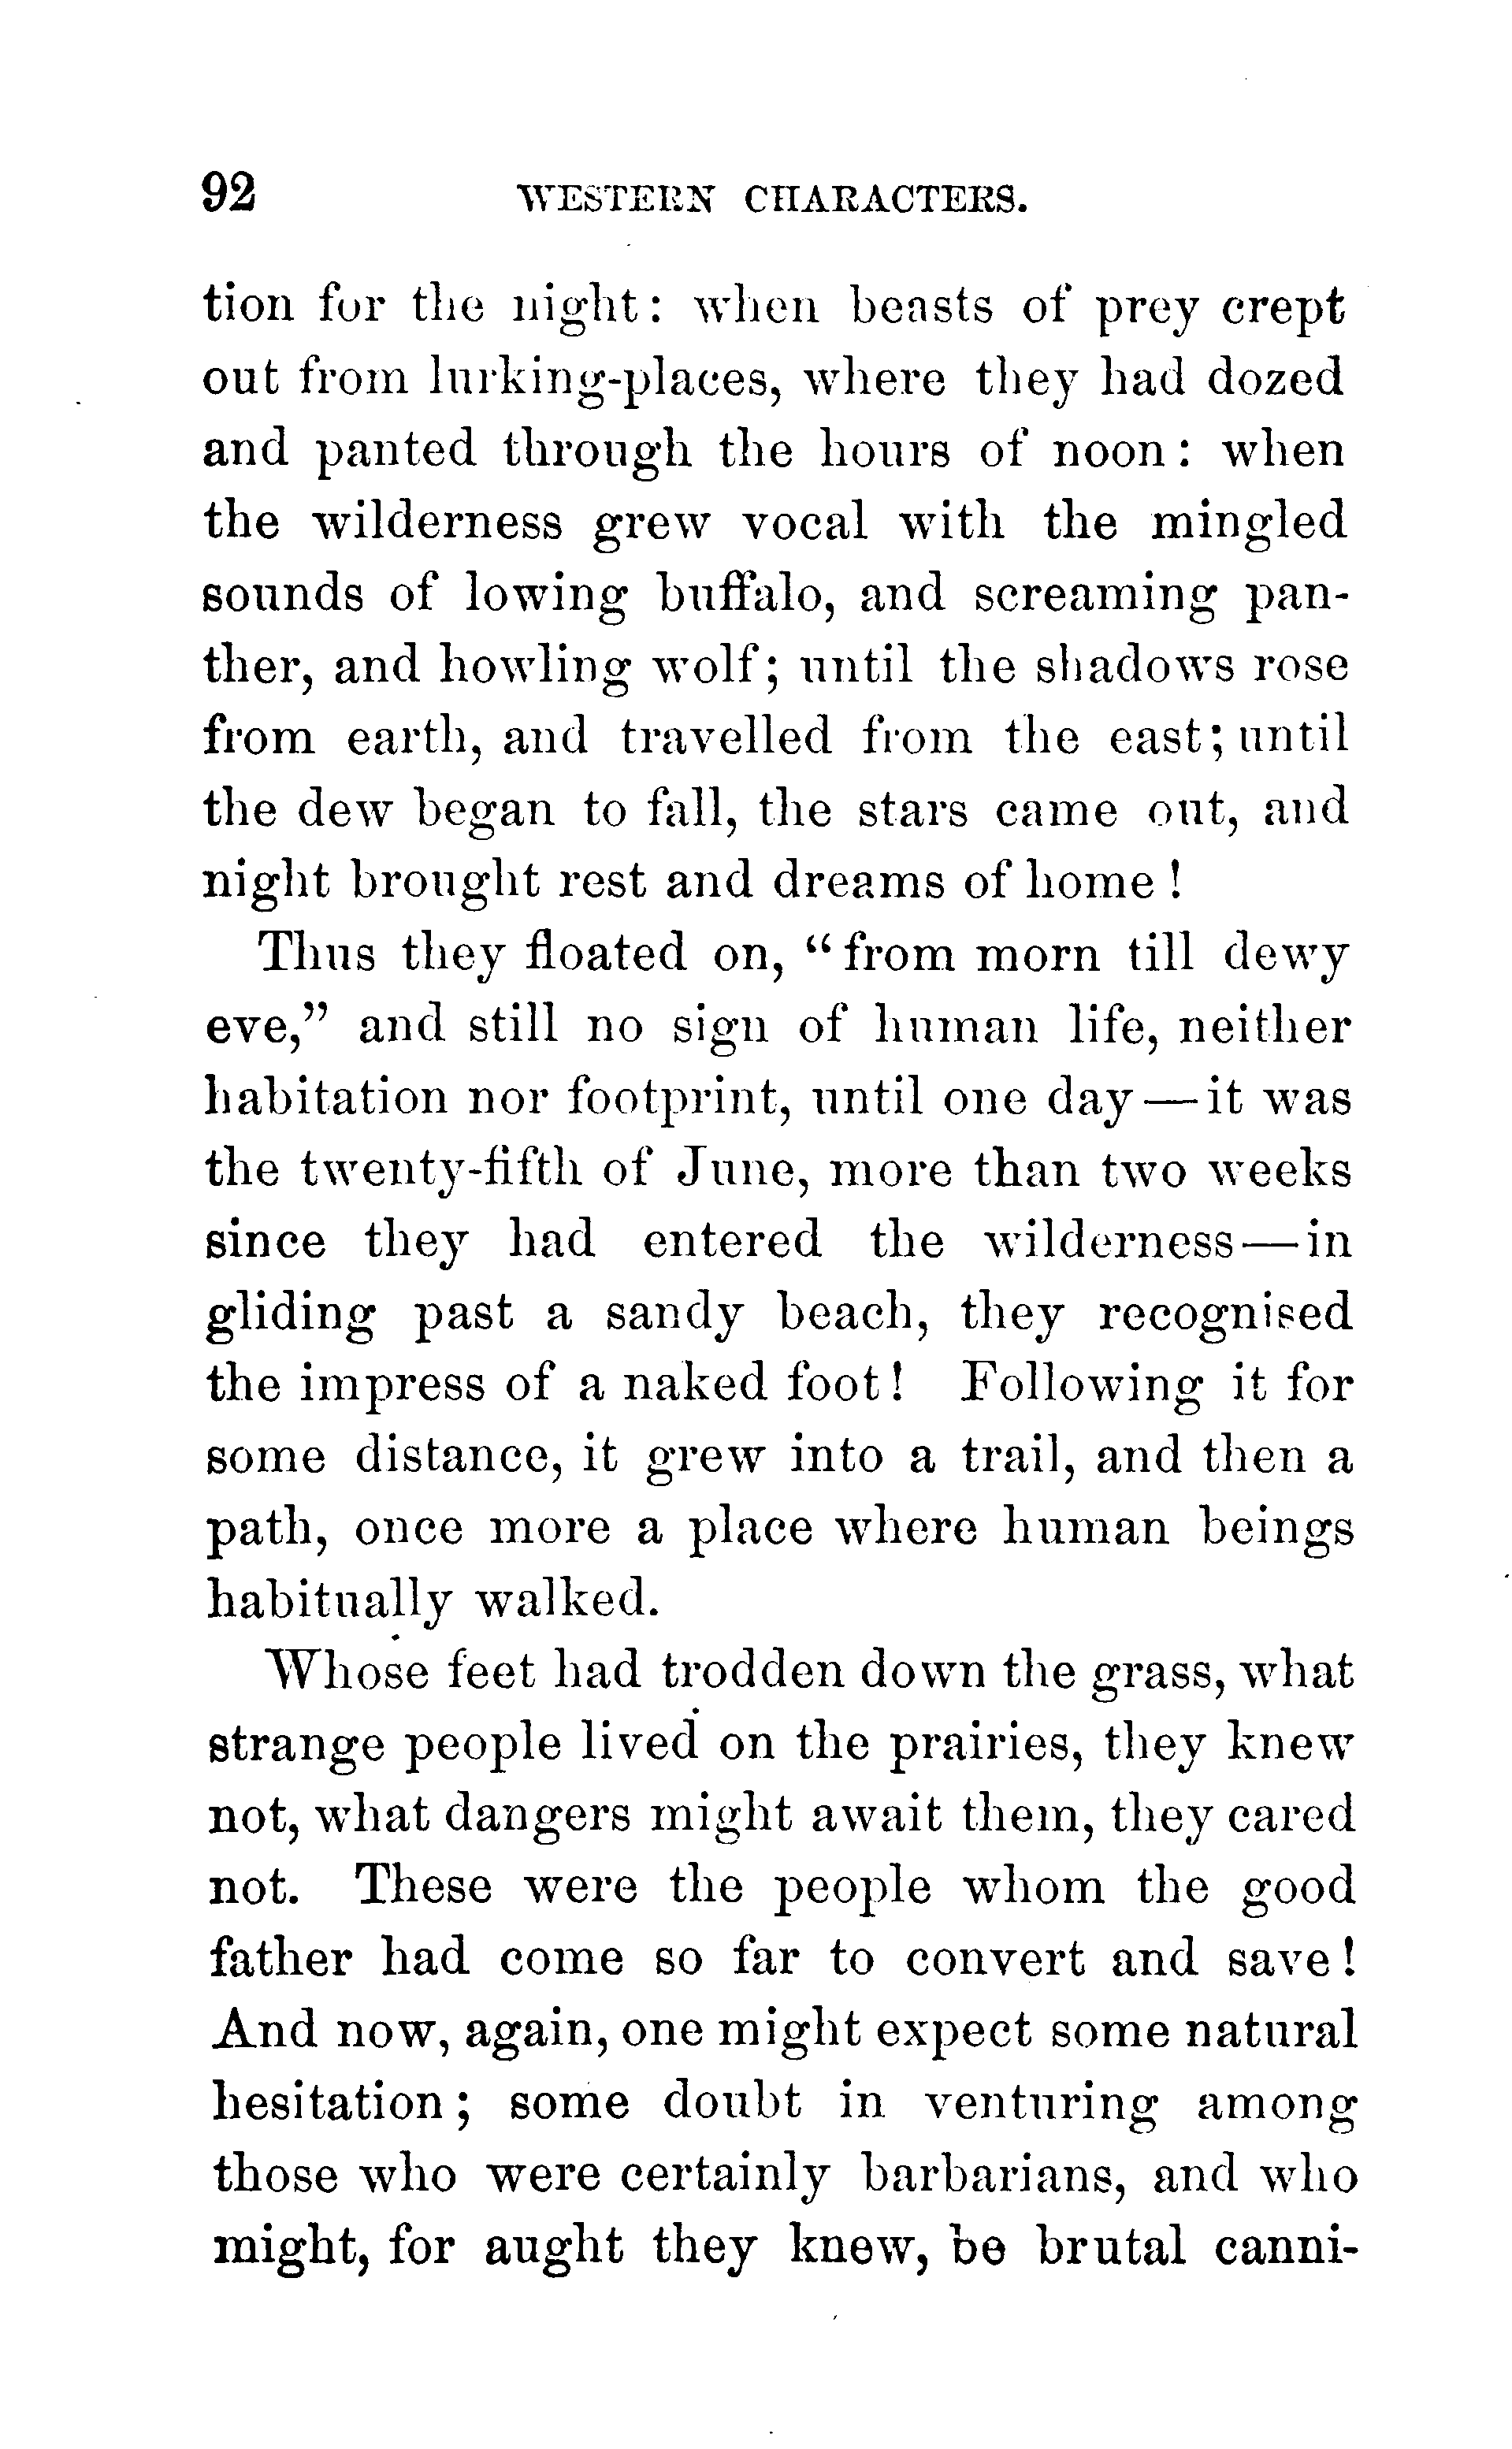 92 WESTERN CHARACTERS.
tion for the night: when beasts of prey crept
out from lurking-places, where they had dozed
and panted through the hours of noon: when
the wilderness grew vocal with the mingled
sounds of lowing buffalo, and screaming pan-
ther, and howling wolf; until the shadows rose
from earth, and travelled from the east; until
the dew began to fall, the stars came out, and
night brought rest and dreams of home!
Thus they floated on, “from morn till dewy
eve,” and still no sign of human life, neither
habitation nor footprint, until one day—it was
the twenty-fifth of June, more than two weeks
since they had entered the wilderness—in
gliding past a sandy beach, they recognised
the impress of a naked foot! Following it for
some distance, it grew into a trail, and then a
path, once more a place where human beings
habitually walked.
Whose feet had trodden down the grass, what
strange people lived on the prairies, they knew
not, what dangers might await them, they cared
not. These were the people whom the good
father had come so far to convert and save!
And now, again, one might expect some natural
hesitation; some doubt in venturing among
those who were certainly barbarians, and who
might, for aught they knew, be brutal canni-